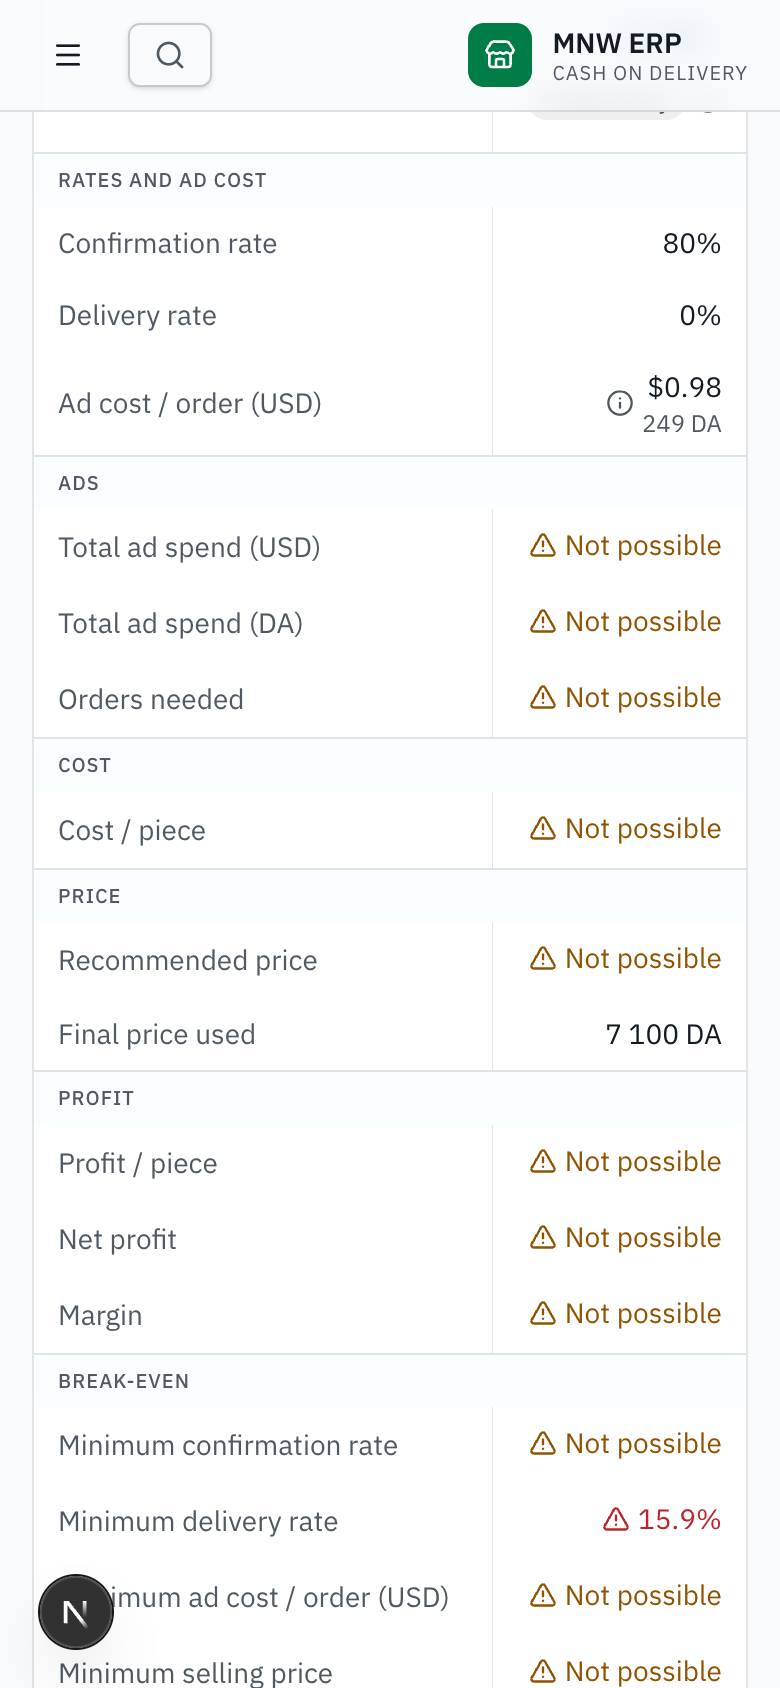 MNW ERP
CASH ON DELIVERY
RATES AND AD COST
Confirmation rate 80%
Delivery rate 0%
Ad cost / order (USD) $0.98
249 DA
ADS
Total ad spend (USD) Not possible
Total ad spend (DA) Not possible
Orders needed Not possible
COST
Cost / piece Not possible
PRICE
Recommended price Not possible
Final price used 7 100 DA
PROFIT
Profit / piece Not possible
Net profit Not possible
Margin Not possible
BREAK-EVEN
Minimum confirmation rate Not possible
Minimum delivery rate 15.9%
imum ad cost / order (USD) Not possible
Minimum selling price Not possible
N